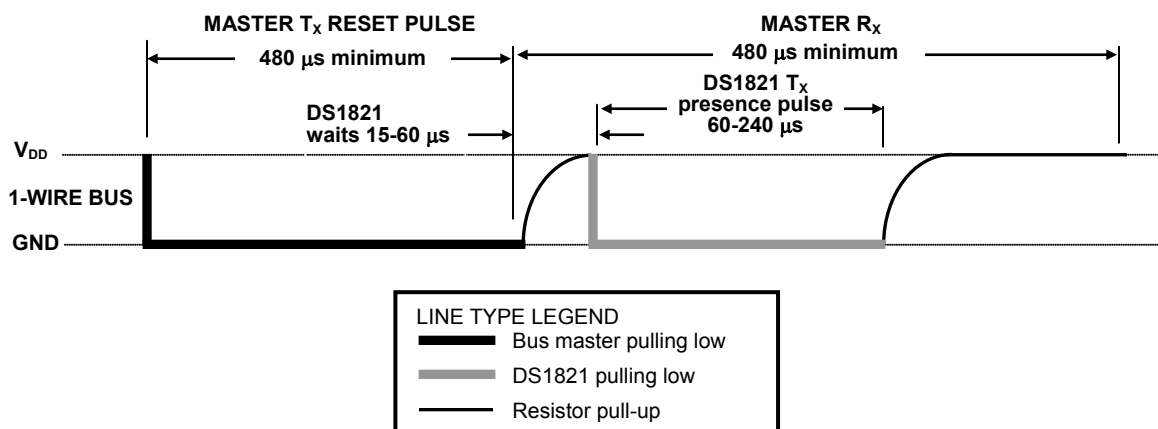 MASTER TX RESET PULSE
MASTER RX
480 μs minimum
480 μs minimum
DS1821 TX
presence pulse
60-240 μs
DS1821
waits 15-60 μs
VDD
1-WIRE BUS
GND
LINE TYPE LEGEND
Bus master pulling low
DS1821 pulling low
Resistor pull-up